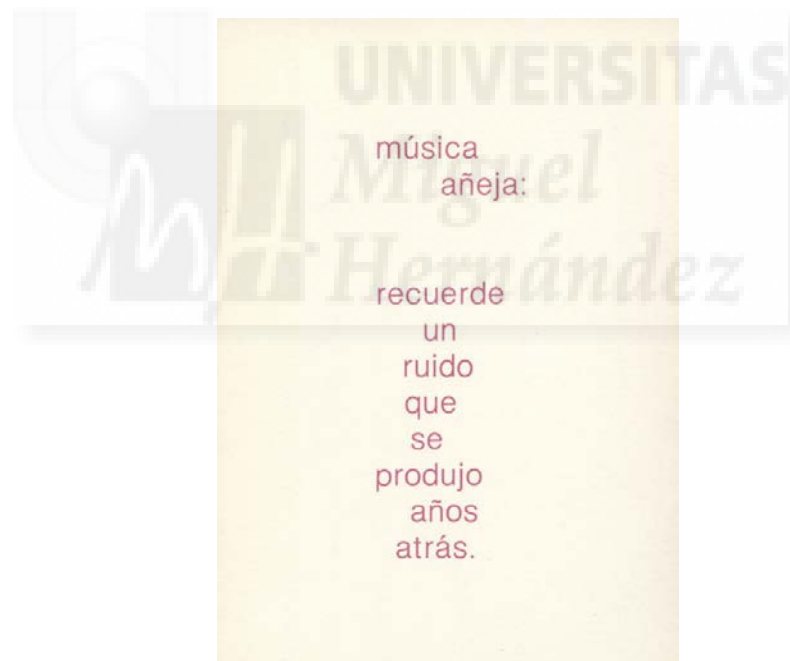 UNIVERSITAS
Miguel
Hernández
música
añeja:
recuerde
un
ruido
que
se
produjo
años
atrás.